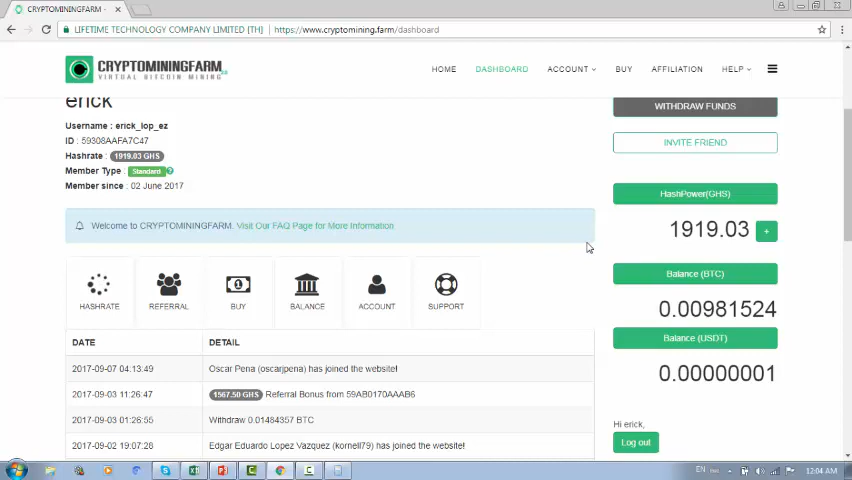 CRYPTOMININGFARM -
LIFETIME TECHNOLOGY COMPANY LIMITED [TH] https://www.cryptomining.farm/dashboard
CRYPTOMININGFARM
VIRTUAL BITCOIN MINING
HOME DASHBOARD ACCOUNT BUY AFFILIATION HELP
erick
Username : erick_lop_ez
ID : 59308AAFA7C47
Hashrate : 1919.03 GHS
Member Type : Standard ?
Member since : 02 June 2017
WITHDRAW FUNDS
INVITE FRIEND
HashPower(GHS)
1919.03 +
Welcome to CRYPTOMININGFARM. Visit Our FAQ Page for More Information
Balance (BTC)
0.00981524
Balance (USDT)
0.00000001
HASHRATE REFERRAL BUY BALANCE ACCOUNT SUPPORT
DATE DETAIL
2017-09-07 04:13:49 Oscar Pena (oscarjpena) has joined the website!
2017-09-03 11:26:47 1567.50 GHS Referral Bonus from 59AB0170AAAB6
2017-09-03 01:26:55 Withdraw 0.01484357 BTC
2017-09-02 19:07:28 Edgar Eduardo Lopez Vazquez (kornell79) has joined the website!
Hi erick,
Log out
EN 12:04 AM